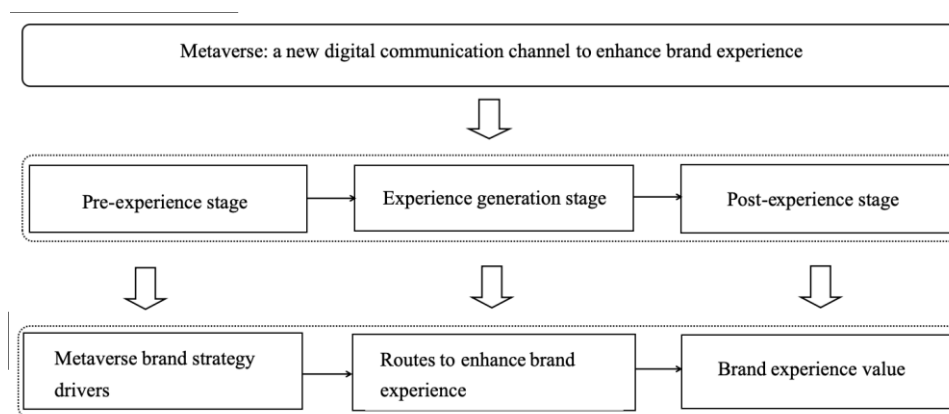 Metaverse: a new digital communication channel to enhance brand experience
Pre-experience stage
Experience generation stage
Post-experience stage
Metaverse brand strategy
drivers
Routes to enhance brand
experience
Brand experience value